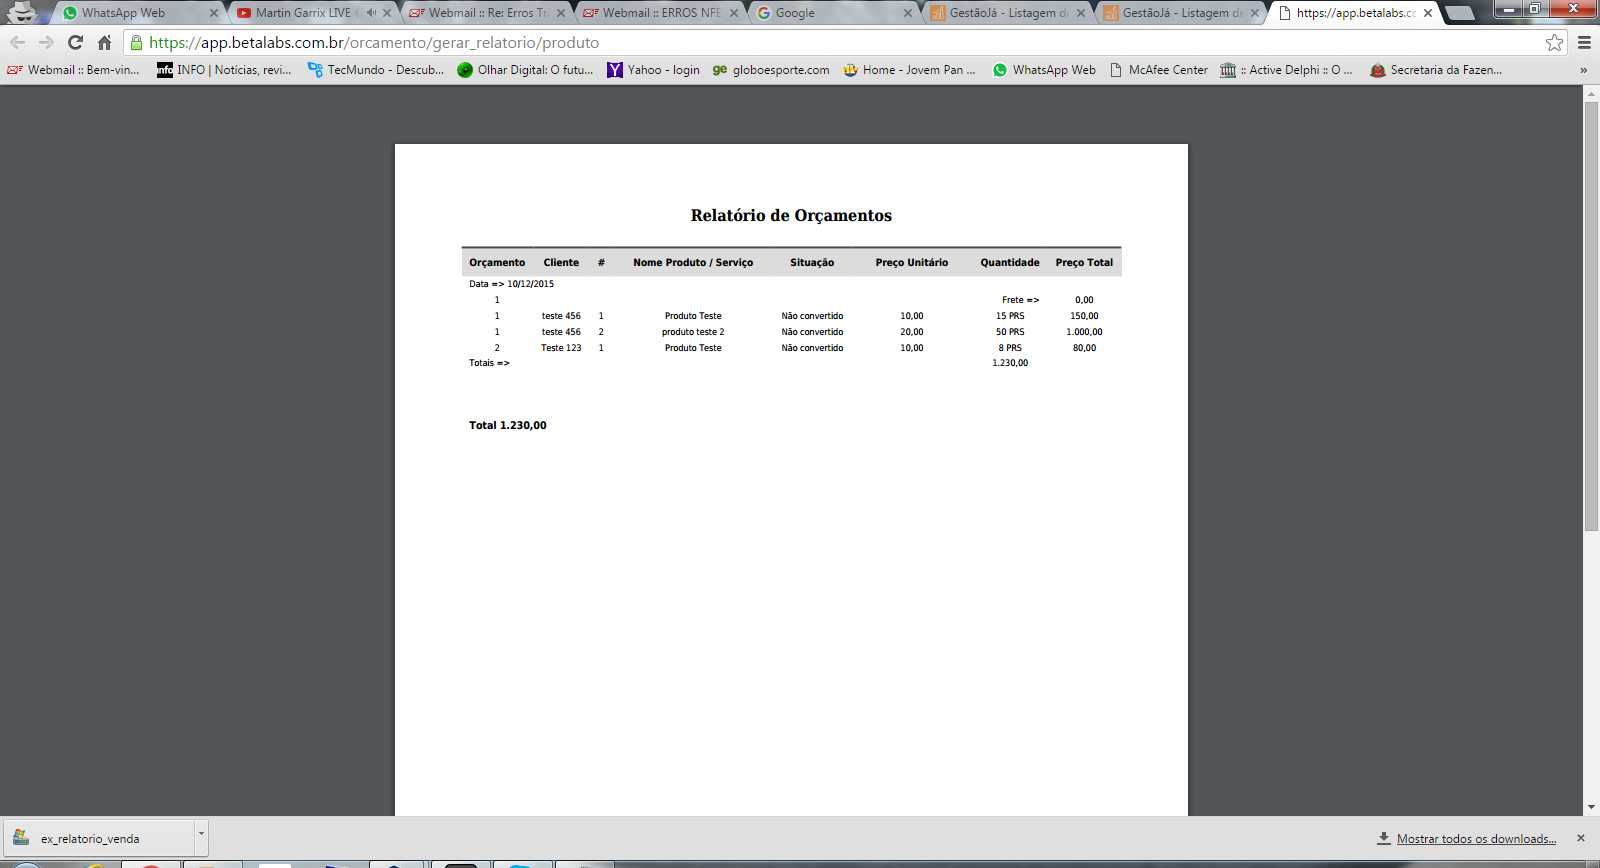 WhatsApp Web
Martin Garrix LIVE
Webmail :: Re: Erros Tr
Webmail :: ERROS NFE
Google
GestãoJá - Listagem de
GestãoJá - Listagem de
https://app.betalabs.co
https://app.betalabs.com.br/orcamento/gerar_relatorio/produto
Webmail :: Bem-vin...
INFO | Notícias, revi...
TecMundo - Descub...
Olhar Digital: O futu...
Yahoo - login
globoesporte.com
Home - Jovem Pan ...
WhatsApp Web
McAfee Center
:: Active Delphi :: O ...
Secretaria da Fazen...
»
Relatório de Orçamentos
Orçamento Cliente # Nome Produto / Serviço Situação Preço Unitário Quantidade Preço Total
Data => 10/12/2015
1 Frete => 0,00
1 teste 456 1 Produto Teste Não convertido 10,00 15 PRS 150,00
1 teste 456 2 produto teste 2 Não convertido 20,00 50 PRS 1.000,00
2 Teste 123 1 Produto Teste Não convertido 10,00 8 PRS 80,00
Totais => 1.230,00
Total 1.230,00
ex_relatorio_venda
Mostrar todos os downloads...